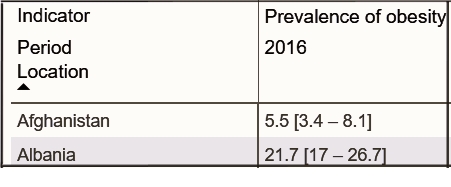 Indicator Prevalence of obesity
Period 2016
Location
Afghanistan 5.5 [3.4 – 8.1]
Albania 21.7 [17 – 26.7]